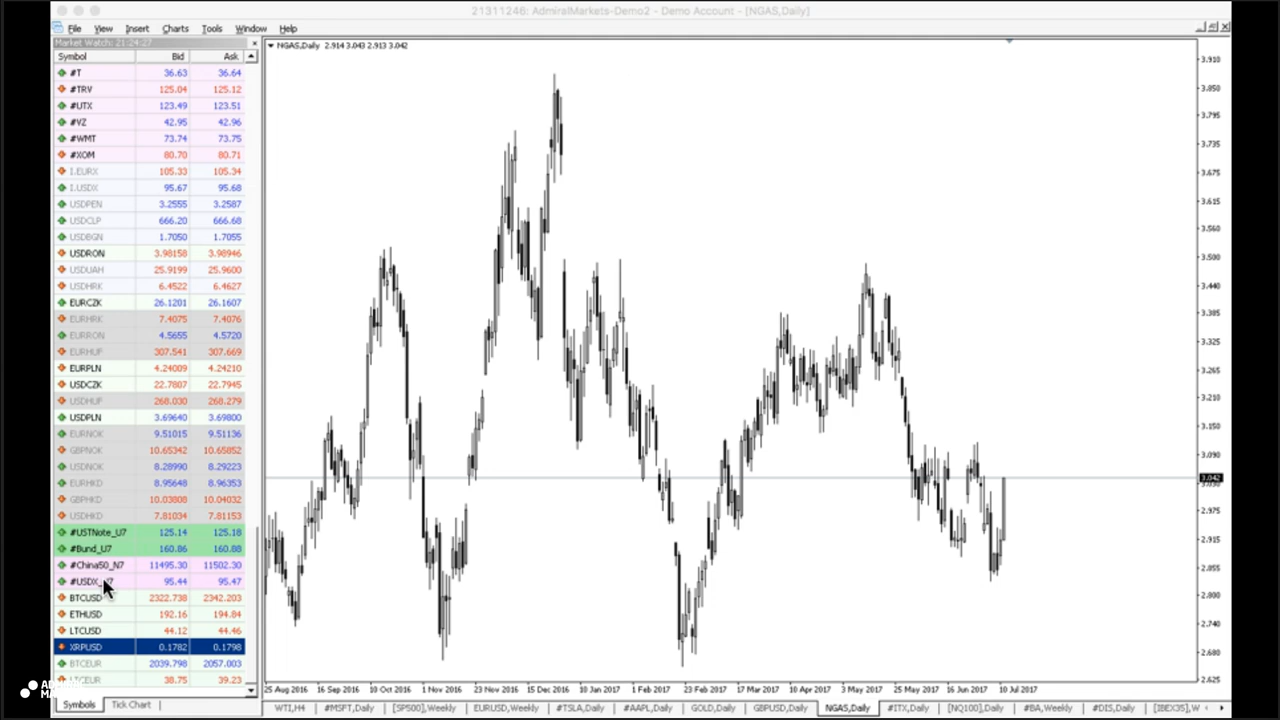 21311246: AdmiralMarkets-Demo2 - Demo Account - [NGAS,Daily]
File View Insert Charts Tools Window Help
Market Watch: 21:24:27
Symbol Bid Ask
#T 36.63 36.64
#TRV 125.04 125.12
#UTX 123.49 123.51
#VZ 42.95 42.96
#WMT 73.74 73.75
#XOM 80.70 80.71
I.EURX 105.33 105.34
I.USDX 95.67 95.68
USDPEN 3.2555 3.2587
USDCLP 666.20 666.68
USDBGN 1.7050 1.7055
USDRON 3.98158 3.98946
USDUAH 25.9199 25.9600
USDHRK 6.4522 6.4627
EURCZK 26.1201 26.1607
EURHRK 7.4075 7.4076
EURRON 4.5655 4.5720
EURHUF 307.541 307.669
EURPLN 4.24009 4.24210
USDCZK 22.7807 22.7945
USDHUF 268.030 268.279
USDPLN 3.69640 3.69800
EURNOK 9.51015 9.51136
GBPNOK 10.65342 10.65852
USDNOK 8.28990 8.29223
EURHKD 8.95648 8.96353
GBPHKD 10.03808 10.04032
USDHKD 7.81034 7.81153
#USTNote_U7 125.14 125.18
#Bund_U7 160.86 160.88
#China50_N7 11495.30 11502.30
#USDX_ 95.44 95.47
BTCUSD 2322.738 2342.203
ETHUSD 192.16 194.84
LTCUSD 44.12 44.46
XRPUSD 0.1782 0.1798
BTCEUR 2039.798 2057.003
38.75 39.23
Symbols | Tick Chart |
NGAS,Daily 2.914 3.043 2.913 3.042
3.910
3.850
3.795
3.735
3.675
3.615
3.560
3.500
3.440
3.385
3.325
3.265
3.210
3.150
3.090
3.042
2.975
2.915
2.855
2.800
2.740
2.680
2.625
25 Aug 2016 16 Sep 2016 10 Oct 2016 1 Nov 2016 23 Nov 2016 15 Dec 2016 10 Jan 2017 1 Feb 2017 23 Feb 2017 17 Mar 2017 10 Apr 2017 3 May 2017 25 May 2017 16 Jun 2017 10 Jul 2017
WTI,H4 #MSFT,Daily [SP500],Weekly EURUSD,Weekly #TSLA,Daily #AAPL,Daily GOLD,Daily GBPUSD,Daily NGAS,Daily #ITX,Daily [NQ100],Daily #BA,Weekly #DIS,Daily [IBEX35],W